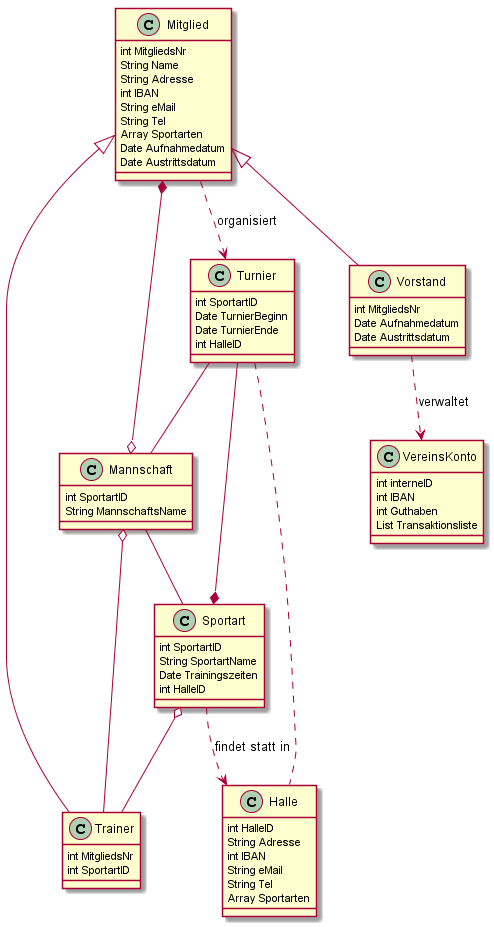 C Mitglied
int MitgliedsNr
String Name
String Adresse
int IBAN
String eMail
String Tel
Array Sportarten
Date Aufnahmedatum
Date Austrittsdatum
organisiert
C Turnier
int SportartID
Date TurnierBeginn
Date TurnierEnde
int HalleID
C Vorstand
int MitgliedsNr
Date Aufnahmedatum
Date Austrittsdatum
verwaltet
C Mannschaft
int SportartID
String MannschaftsName
C VereinsKonto
int interneID
int IBAN
int Guthaben
List Transaktionsliste
C Sportart
int SportartID
String SportartName
Date Trainingszeiten
int HalleID
findet statt in
C Trainer
int MitgliedsNr
int SportartID
C Halle
int HalleID
String Adresse
int IBAN
String eMail
String Tel
Array Sportarten